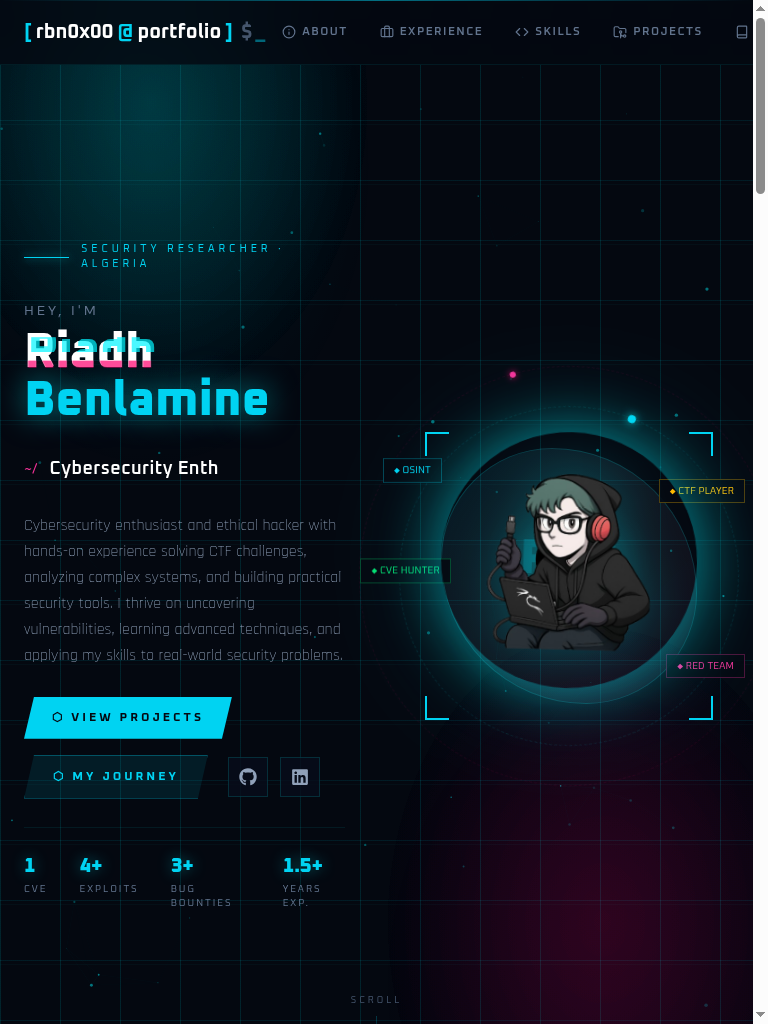 [ rbn0x00 @ portfolio ] $_
ABOUT
EXPERIENCE
SKILLS
PROJECTS
SECURITY RESEARCHER ·
ALGERIA
HEY, I'M
Riadh
Benlamine
~/ Cybersecurity Enth
Cybersecurity enthusiast and ethical hacker with
hands-on experience solving CTF challenges,
analyzing complex systems, and building practical
security tools. I thrive on uncovering
vulnerabilities, learning advanced techniques, and
applying my skills to real-world security problems.
◆ OSINT
◆ CTF PLAYER
◆ CVE HUNTER
◆ RED TEAM
⬡ VIEW PROJECTS
⬡ MY JOURNEY
1
CVE
4+
EXPLOITS
3+
BUG
BOUNTIES
1.5+
YEARS
EXP.
SCROLL